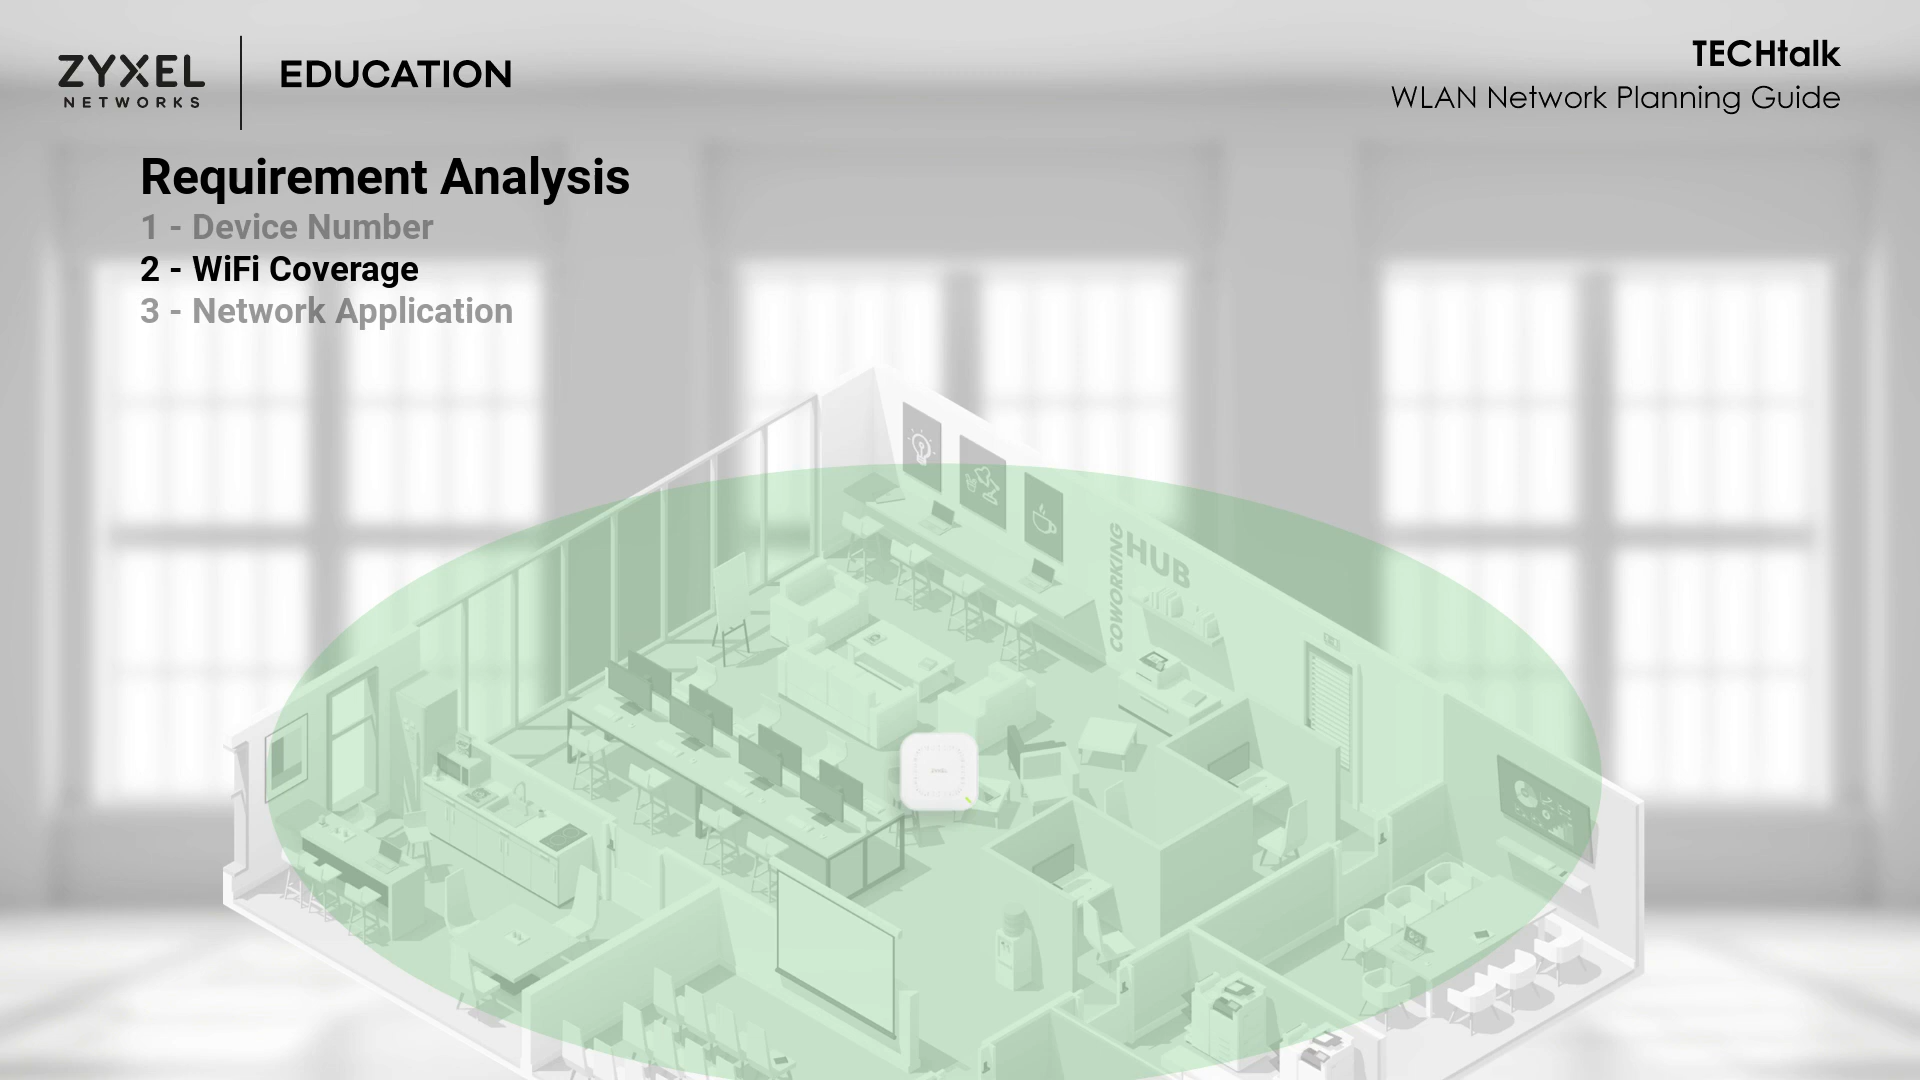 ZYXEL
NETWORKS
EDUCATION
TECHtalk
WLAN Network Planning Guide
Requirement Analysis
1 - Device Number
2 - WiFi Coverage
3 - Network Application
COWORKING
HUB